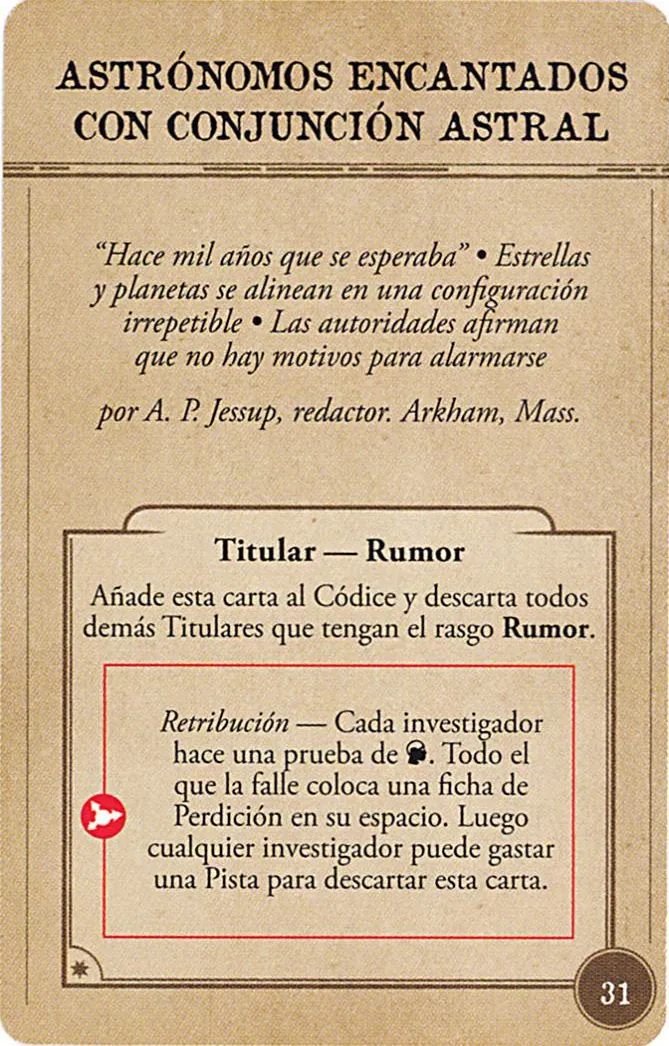 ASTRÓNOMOS ENCANTADOS
CON CONJUNCIÓN ASTRAL
“Hace mil años que se esperaba” • Estrellas
y planetas se alinean en una configuración
irrepetible • Las autoridades afirman
que no hay motivos para alarmarse
por A. P. Jessup, redactor. Arkham, Mass.
Titular — Rumor
Añade esta carta al Códice y descarta todos
demás Titulares que tengan el rasgo Rumor.
Retribución — Cada investigador
hace una prueba de . Todo el
que la falle coloca una ficha de
Perdición en su espacio. Luego
cualquier investigador puede gastar
una Pista para descartar esta carta.
31